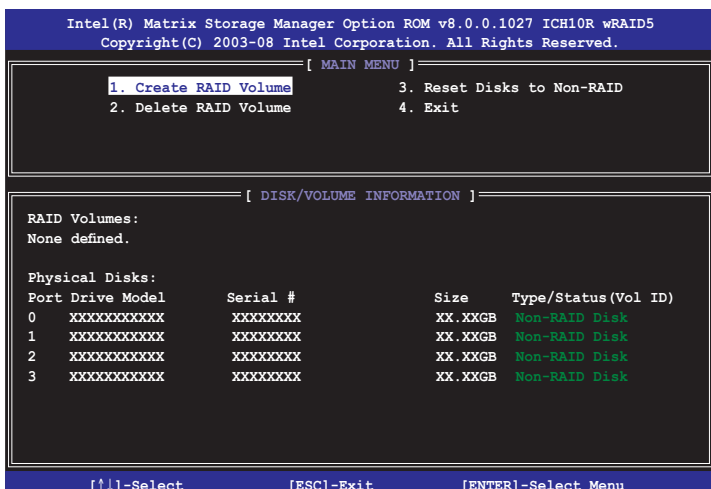 Intel(R) Matrix Storage Manager Option ROM v8.0.0.1027 ICH10R wRAID5
Copyright(C) 2003-08 Intel Corporation. All Rights Reserved.
[ MAIN MENU ]
1. Create RAID Volume 3. Reset Disks to Non-RAID
2. Delete RAID Volume 4. Exit
[ DISK/VOLUME INFORMATION ]
RAID Volumes:
None defined.
Physical Disks:
Port Drive Model Serial # Size Type/Status(Vol ID)
0 XXXXXXXXXXX XXXXXXXX XX.XXGB Non-RAID Disk
1 XXXXXXXXXXX XXXXXXXX XX.XXGB Non-RAID Disk
2 XXXXXXXXXXX XXXXXXXX XX.XXGB Non-RAID Disk
3 XXXXXXXXXXX XXXXXXXX XX.XXGB Non-RAID Disk
[↑↓]-Select [ESC]-Exit [ENTER]-Select Menu